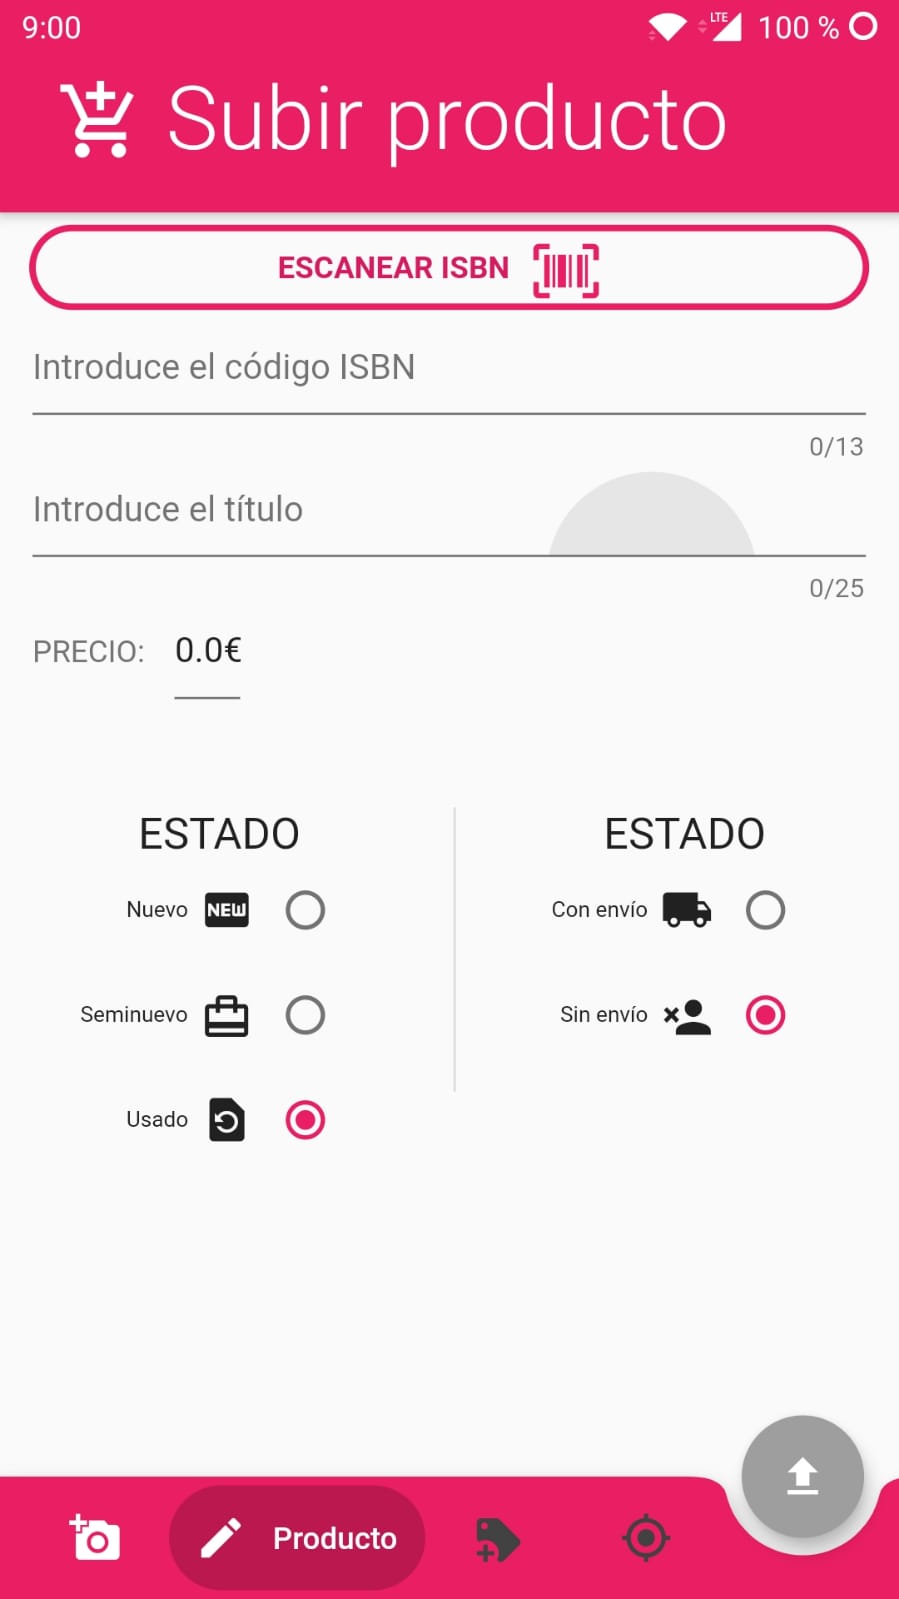 9:00 LTE 100 %
Subir producto
ESCANEAR ISBN
Introduce el código ISBN
0/13
Introduce el título
0/25
PRECIO: 0.0€
ESTADO
Nuevo NEW
Seminuevo
Usado
ESTADO
Con envío
Sin envío
Producto